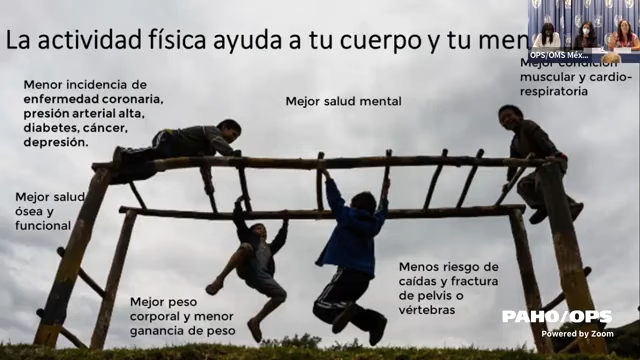 La actividad física ayuda a tu cuerpo y tu men
OPS/OMS Méx...
Menor incidencia de
enfermedad coronaria,
presión arterial alta,
diabetes, cáncer,
depresión.
Mejor salud mental
Mejor condición
muscular y cardio-
respiratoria
Mejor salud
ósea y
funcional
Menos riesgo de
caídas y fractura
de pelvis o
vértebras
Mejor peso
corporal y menor
ganancia de peso
PAHO/OPS
Powered by Zoom